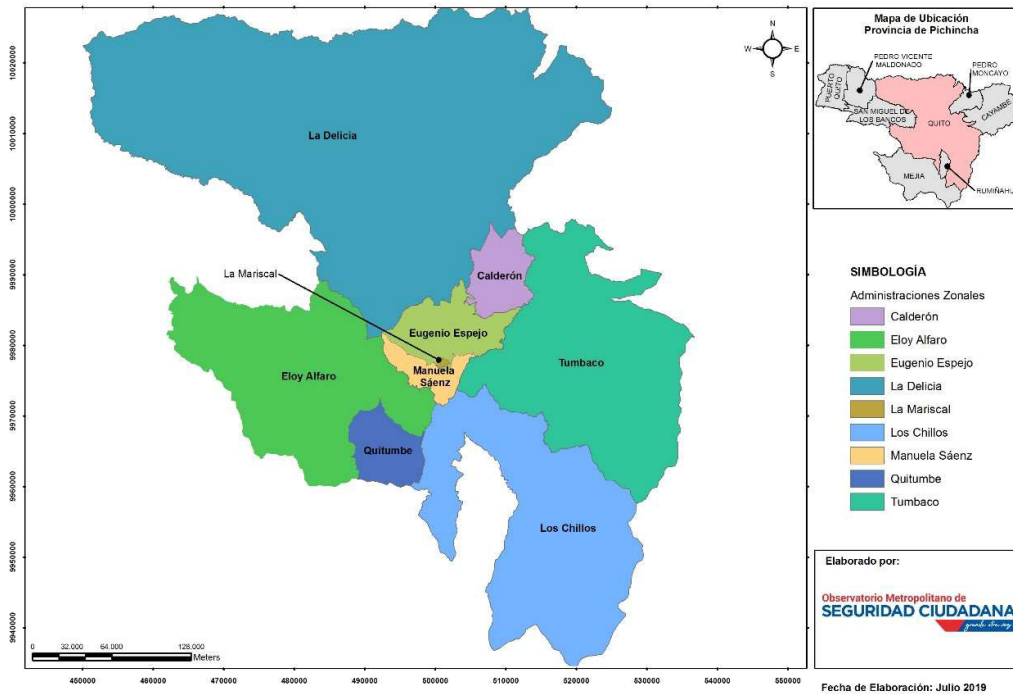 10020000
10010000
10000000
9990000
9980000
9970000
9960000
9950000
9940000
La Delicia
La Mariscal
Calderón
Eugenio Espejo
Manuela
Sáenz
Eloy Alfaro
Tumbaco
Quitumbe
Los Chillos
N
W
E
S
0
32.000
64.000
128.000
Meters
450000
460000
470000
480000
490000
500000
510000
520000
530000
540000
550000
Mapa de Ubicación
Provincia de Pichincha
PEDRO VICENTE
MALDONADO
PEDRO
MONCAYO
PUERTO
QUITO
SAN MIGUEL DE
LOS BANCOS
QUITO
CAYAMBE
MEJIA
RUMIÑAHUI
SIMBOLOGÍA
Administraciones Zonales
Calderón
Eloy Alfaro
Eugenio Espejo
La Delicia
La Mariscal
Los Chillos
Manuela Sáenz
Quitumbe
Tumbaco
Elaborado por:
Observatorio Metropolitano de
SEGURIDAD CIUDADANA
grande otra vez
Fecha de Elaboración: Julio 2019